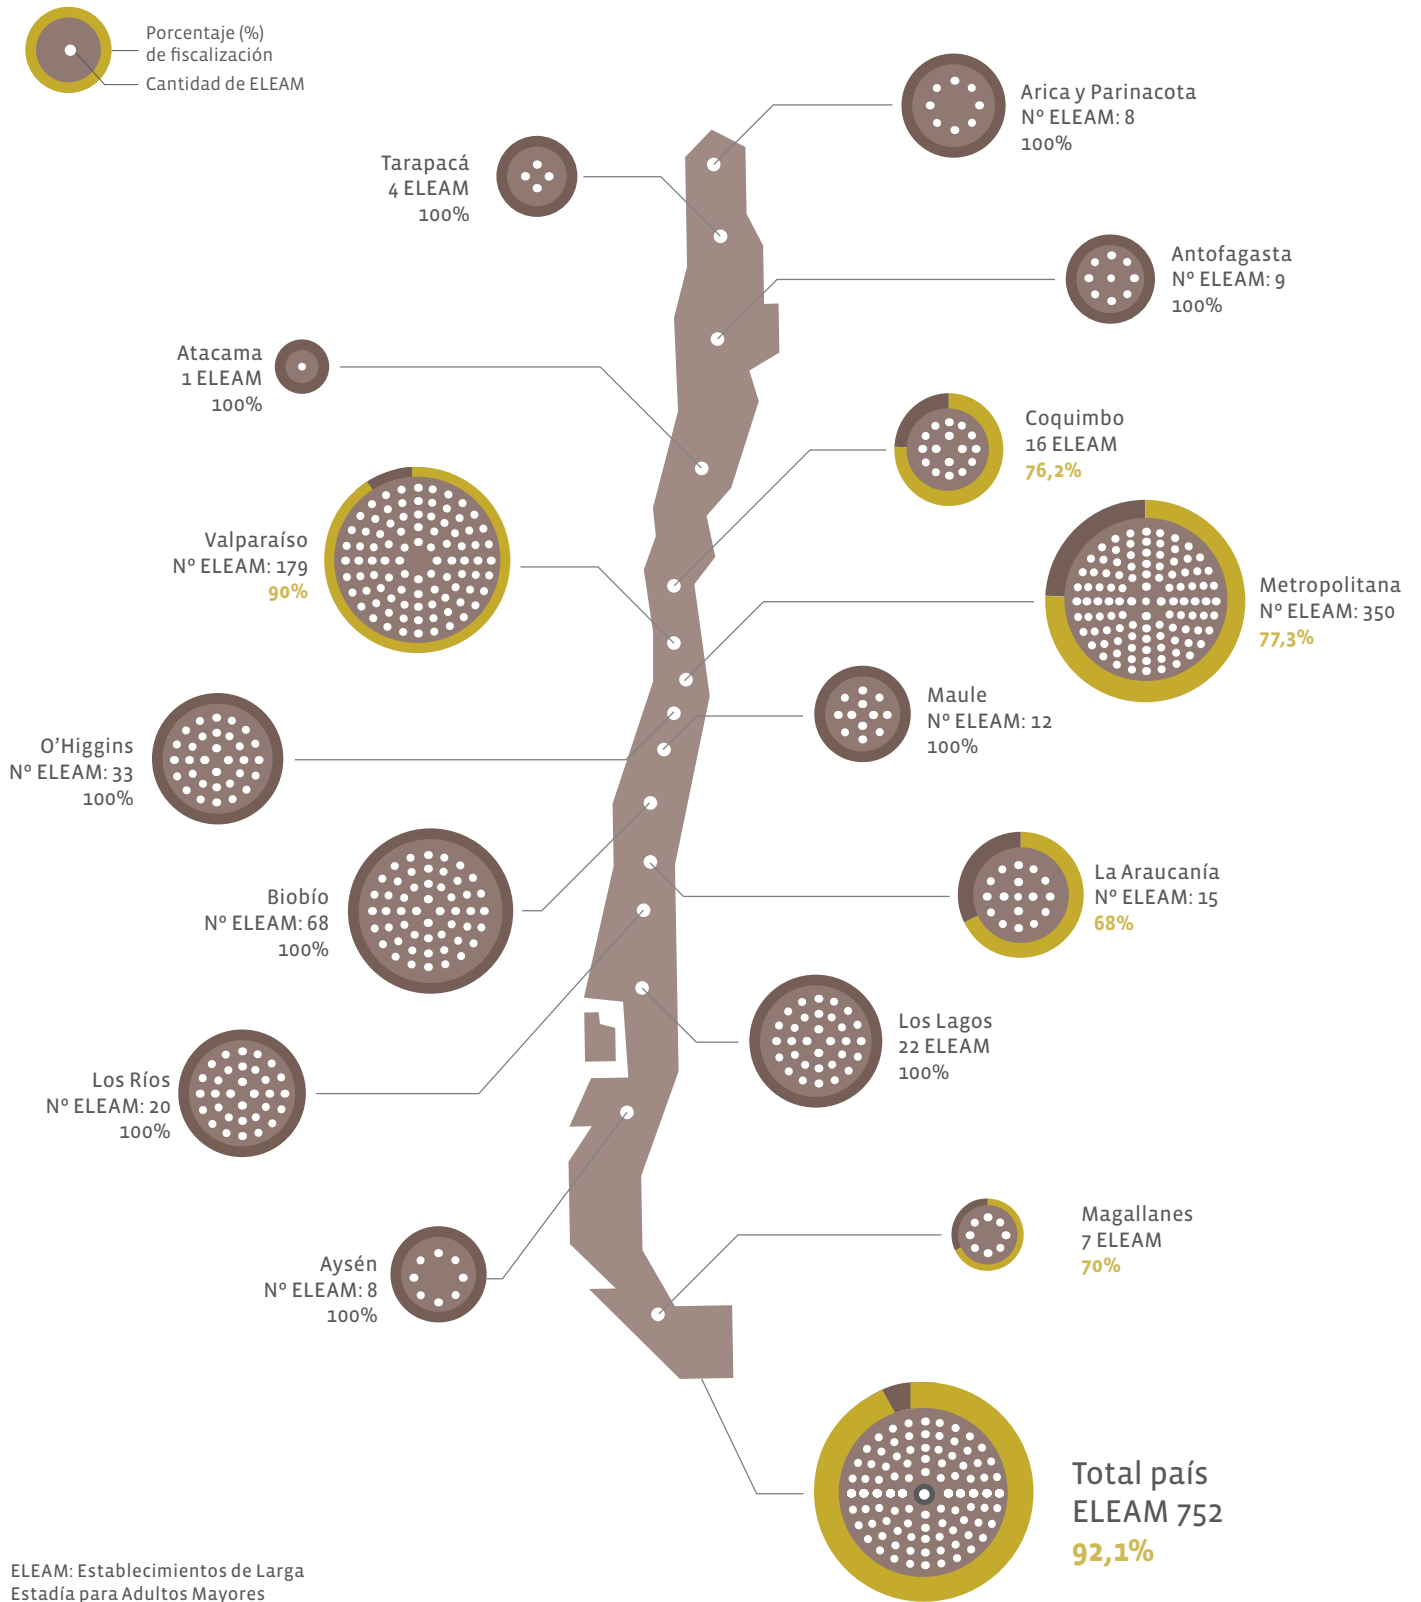 Porcentaje (%)
de fiscalización
Cantidad de ELEAM
Arica y Parinacota
Nº ELEAM: 8
100%
Tarapacá
4 ELEAM
100%
Antofagasta
Nº ELEAM: 9
100%
Atacama
1 ELEAM
100%
Coquimbo
16 ELEAM
76,2%
Valparaíso
Nº ELEAM: 179
90%
Metropolitana
Nº ELEAM: 350
77,3%
Maule
Nº ELEAM: 12
100%
O’Higgins
Nº ELEAM: 33
100%
La Araucanía
Nº ELEAM: 15
68%
Biobío
Nº ELEAM: 68
100%
Los Lagos
22 ELEAM
100%
Los Ríos
Nº ELEAM: 20
100%
Magallanes
7 ELEAM
70%
Aysén
Nº ELEAM: 8
100%
Total país
ELEAM 752
92,1%
ELEAM: Establecimientos de Larga
Estadía para Adultos Mayores